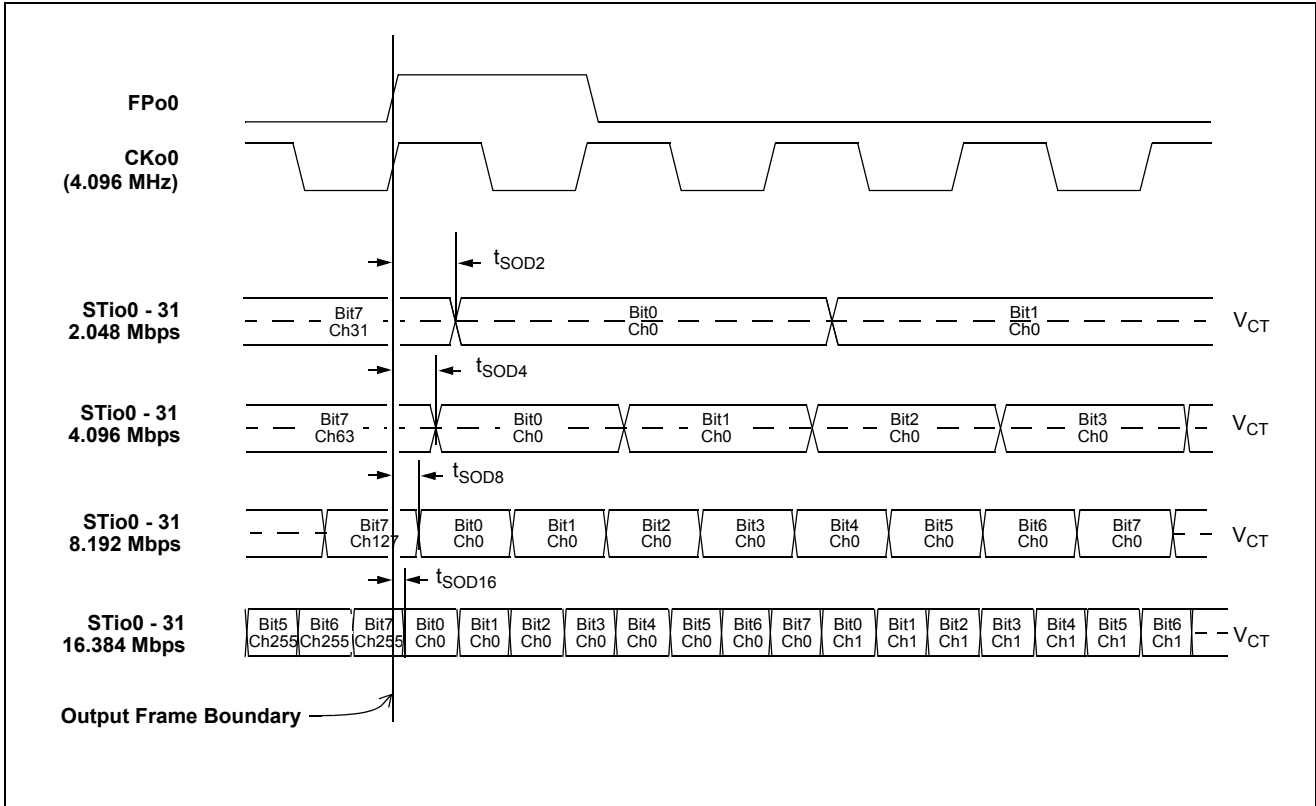 FPo0
CKo0
(4.096 MHz)
tSOD2
STio0 - 31
2.048 Mbps
Bit7
Ch31
Bit0
Ch0
Bit1
Ch0
VCT
tSOD4
STio0 - 31
4.096 Mbps
Bit7
Ch63
Bit0
Ch0
Bit1
Ch0
Bit2
Ch0
Bit3
Ch0
VCT
tSOD8
STio0 - 31
8.192 Mbps
Bit7
Ch127
Bit0
Ch0
Bit1
Ch0
Bit2
Ch0
Bit3
Ch0
Bit4
Ch0
Bit5
Ch0
Bit6
Ch0
Bit7
Ch0
VCT
tSOD16
STio0 - 31
16.384 Mbps
Bit5
Ch255
Bit6
Ch255
Bit7
Ch255
Bit0
Ch0
Bit1
Ch0
Bit2
Ch0
Bit3
Ch0
Bit4
Ch0
Bit5
Ch0
Bit6
Ch0
Bit7
Ch0
Bit0
Ch1
Bit1
Ch1
Bit2
Ch1
Bit3
Ch1
Bit4
Ch1
Bit5
Ch1
Bit6
Ch1
VCT
Output Frame Boundary